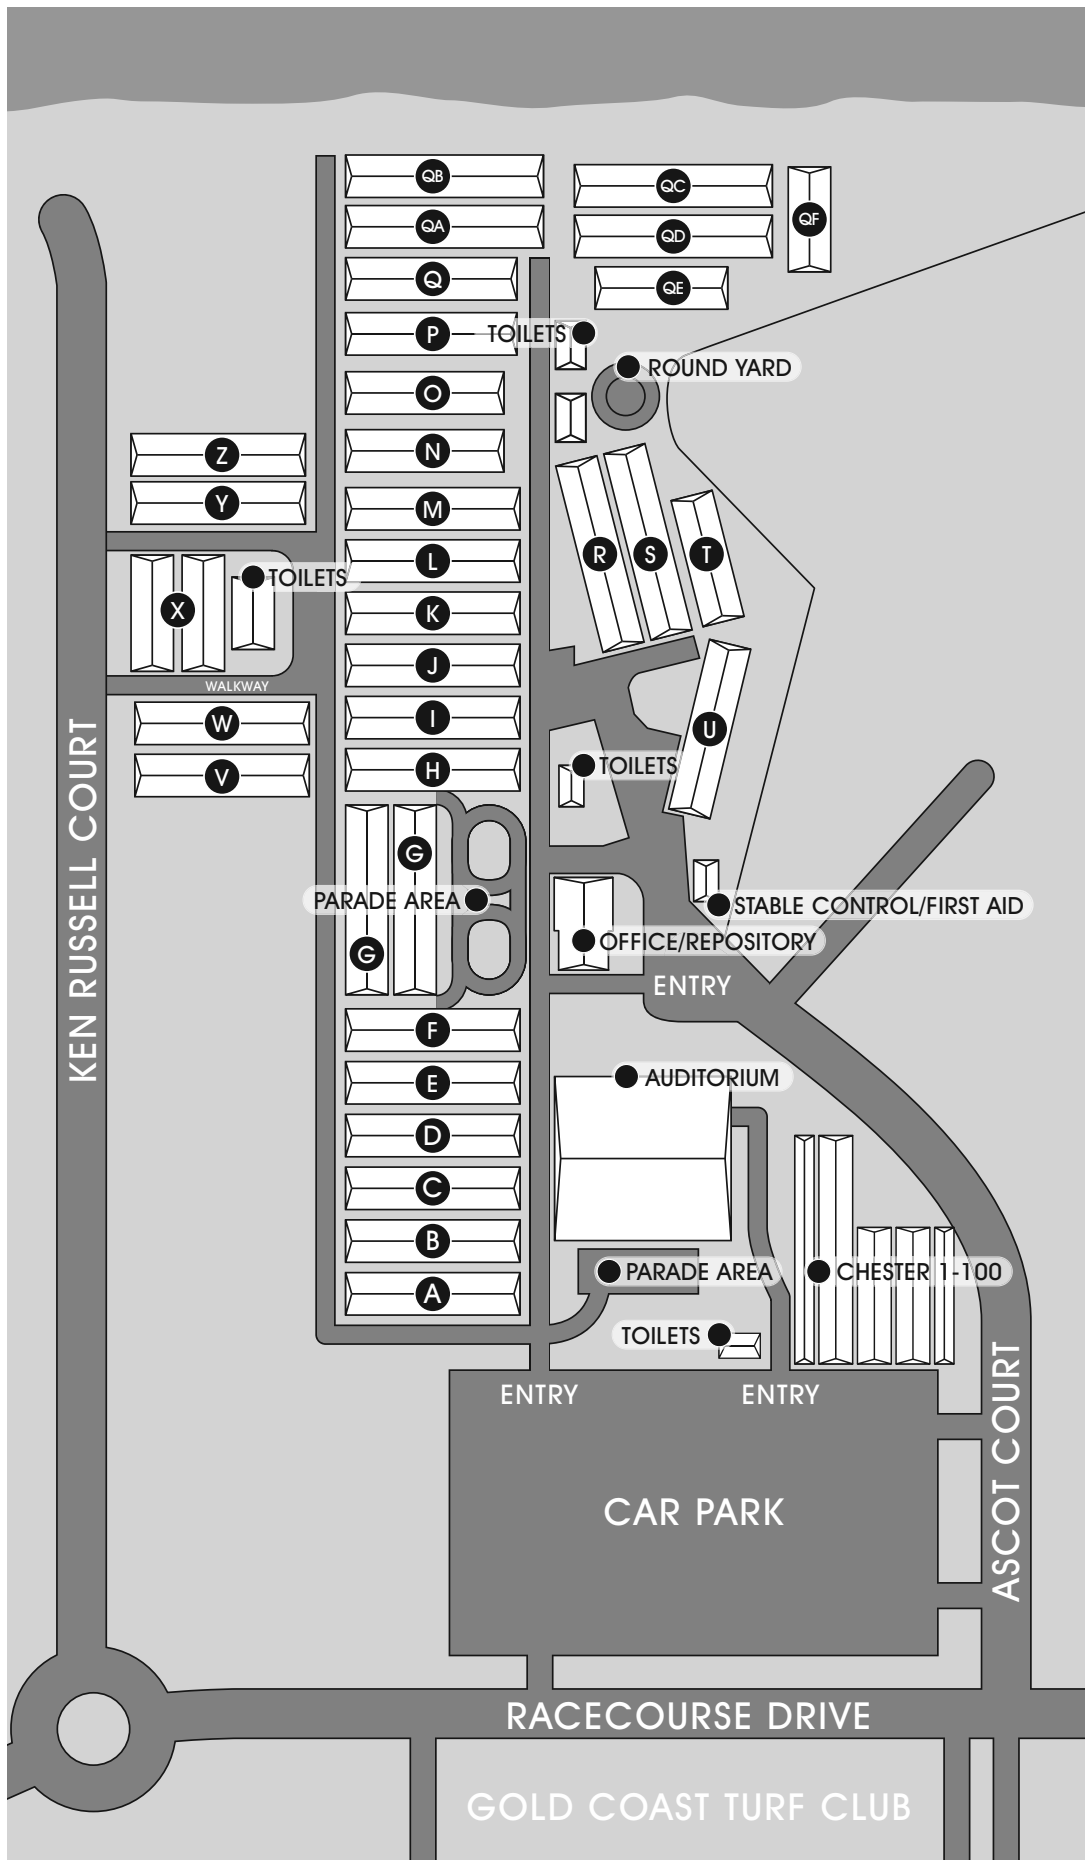 QB
QC
QF
QA
QD
Q
QE
P
TOILETS
ROUND YARD
O
N
Z
Y
M
R
S
T
L
TOILETS
X
K
J
WALKWAY
W
I
U
V
H
TOILETS
G
PARADE AREA
STABLE CONTROL/FIRST AID
G
OFFICE/REPOSITORY
ENTRY
KEN RUSSELL COURT
F
E
AUDITORIUM
D
C
B
A
PARADE AREA
CHESTER 1-100
TOILETS
ENTRY
ENTRY
ASCOT COURT
CAR PARK
RACECOURSE DRIVE
GOLD COAST TURF CLUB